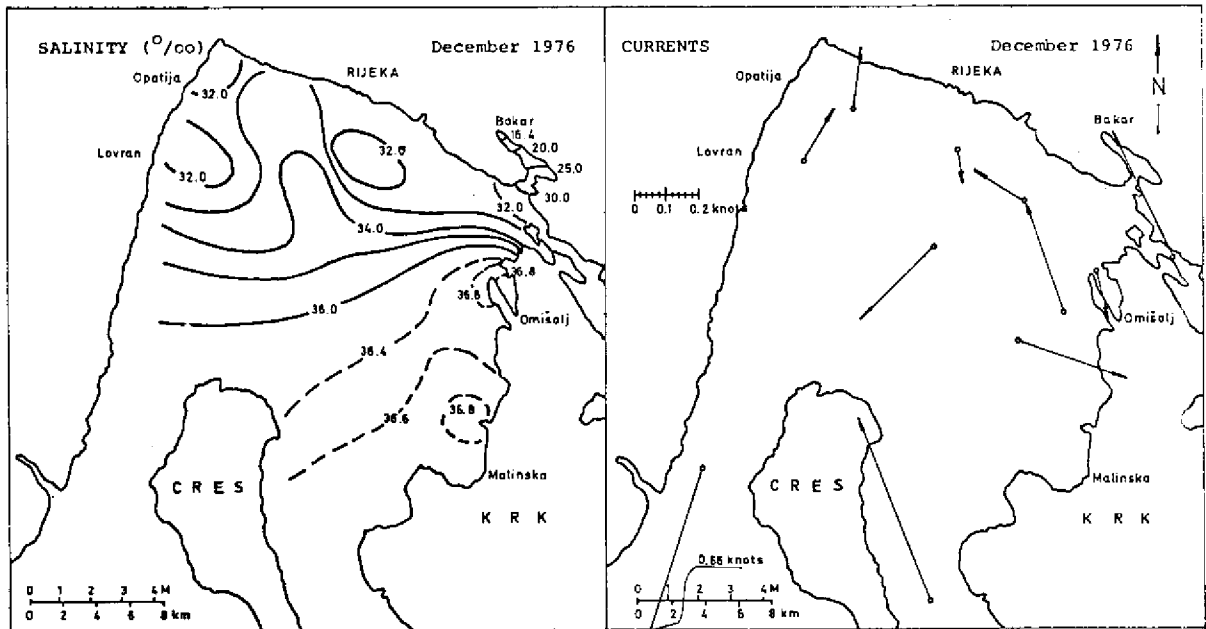 SALINITY (°/oo)
December 1976
Opatija
RIJEKA
32.0
Bakar
16.4
20.0
25.0
30.0
Lovran
32.0
32.0
32.0
34.0
36.8
36.8
Omišalj
36.0
36.4
36.6
36.8
CRES
Malinska
KRK
0 1 2 3 4 M
0 2 4 6 8 km
CURRENTS
December 1976
N
Opatija
RIJEKA
Bakar
Lovran
0 0.1 0.2 knots
Omišalj
CRES
Malinska
KRK
0.66 knots
0 1 2 3 4 M
0 2 4 6 8 km